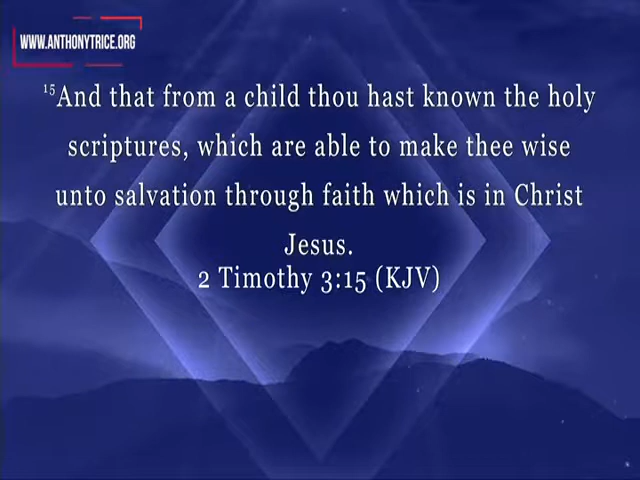 WWW.ANTHONYTRICE.ORG
15And that from a child thou hast known the holy
scriptures, which are able to make thee wise
unto salvation through faith which is in Christ
Jesus.
2 Timothy 3:15 (KJV)